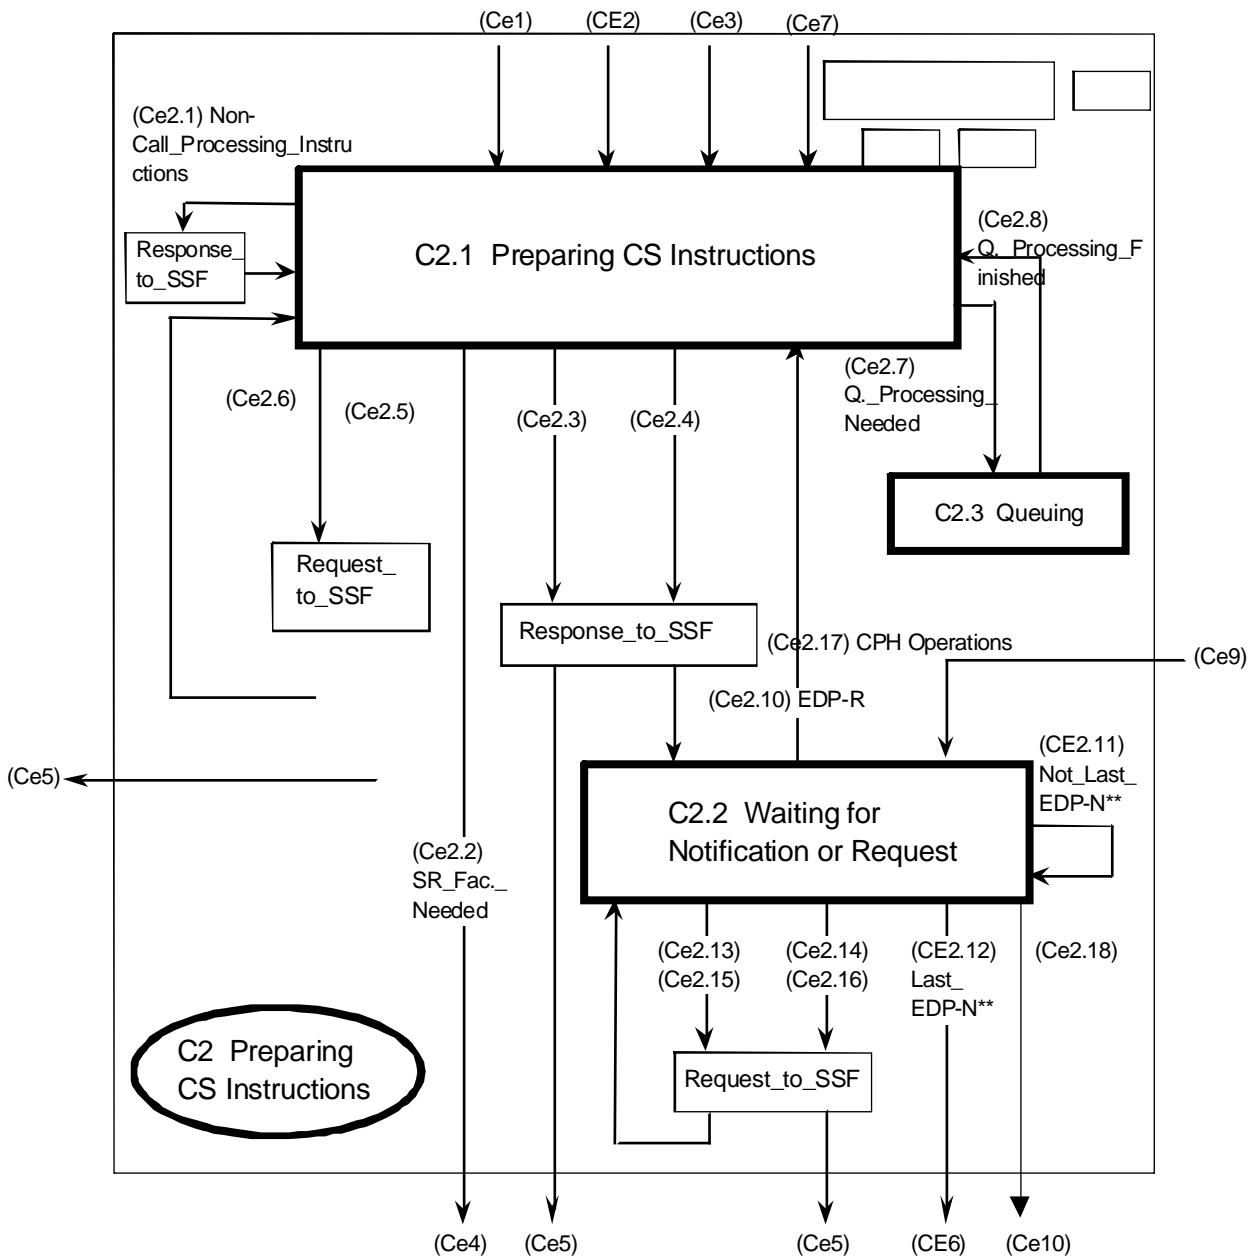 (Ce1)
(CE2)
(Ce3)
(Ce7)
(Ce2.1) Non-
Call_Processing_Instru
ctions
Response_
to_SSF
C2.1 Preparing CS Instructions
(Ce2.8)
Q._Processing_F
inished
(Ce2.6)
(Ce2.5)
(Ce2.3)
(Ce2.4)
(Ce2.7)
Q._Processing_
Needed
C2.3 Queuing
Request_
to_SSF
Response_to_SSF
(Ce2.17) CPH Operations
(Ce9)
(Ce2.10) EDP-R
(CE2.11)
Not_Last_
EDP-N**
(Ce5)
C2.2 Waiting for
Notification or Request
(Ce2.2)
SR_Fac._
Needed
(Ce2.13)
(Ce2.15)
(Ce2.14)
(Ce2.16)
(CE2.12)
Last_
EDP-N**
(Ce2.18)
C2 Preparing
CS Instructions
Request_to_SSF
(Ce4)
(Ce5)
(Ce5)
(CE6)
(Ce10)